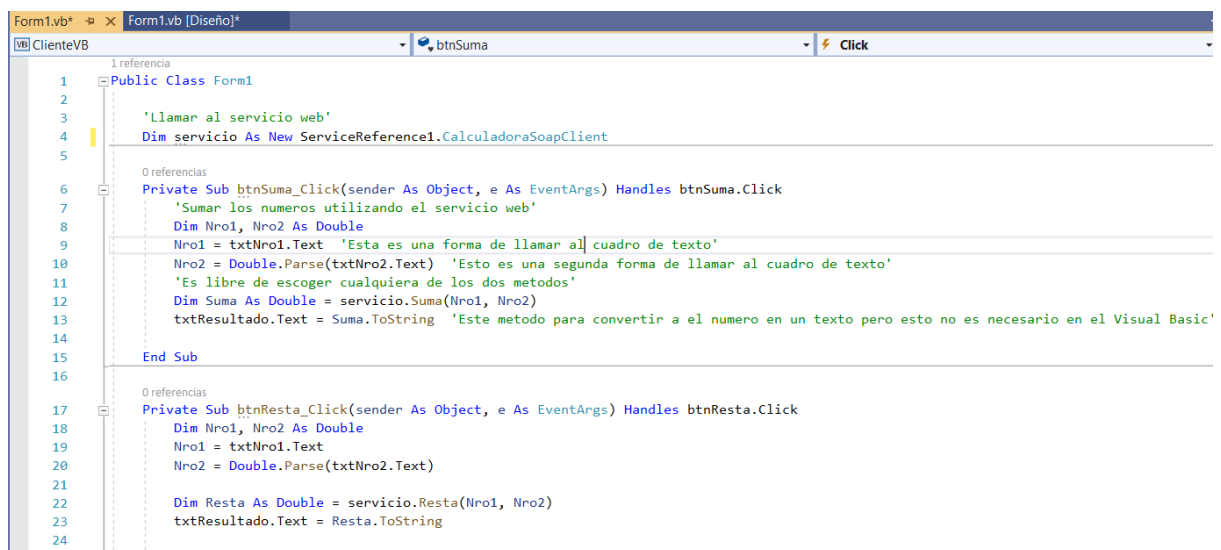 Form1.vb* Form1.vb [Diseño]*
VB ClienteVB btnSuma Click
1 referencia
1 Public Class Form1
2
3 'Llamar al servicio web'
4 Dim servicio As New ServiceReference1.CalculadoraSoapClient
5
0 referencias
6 Private Sub btnSuma_Click(sender As Object, e As EventArgs) Handles btnSuma.Click
7 'Sumar los numeros utilizando el servicio web'
8 Dim Nro1, Nro2 As Double
9 Nro1 = txtNro1.Text 'Esta es una forma de llamar al cuadro de texto'
10 Nro2 = Double.Parse(txtNro2.Text) 'Esto es una segunda forma de llamar al cuadro de texto'
11 'Es libre de escoger cualquiera de los dos metodos'
12 Dim Suma As Double = servicio.Suma(Nro1, Nro2)
13 txtResultado.Text = Suma.ToString 'Este metodo para convertir a el numero en un texto pero esto no es necesario en el Visual Basic'
14
15 End Sub
16
0 referencias
17 Private Sub btnResta_Click(sender As Object, e As EventArgs) Handles btnResta.Click
18 Dim Nro1, Nro2 As Double
19 Nro1 = txtNro1.Text
20 Nro2 = Double.Parse(txtNro2.Text)
21
22 Dim Resta As Double = servicio.Resta(Nro1, Nro2)
23 txtResultado.Text = Resta.ToString
24